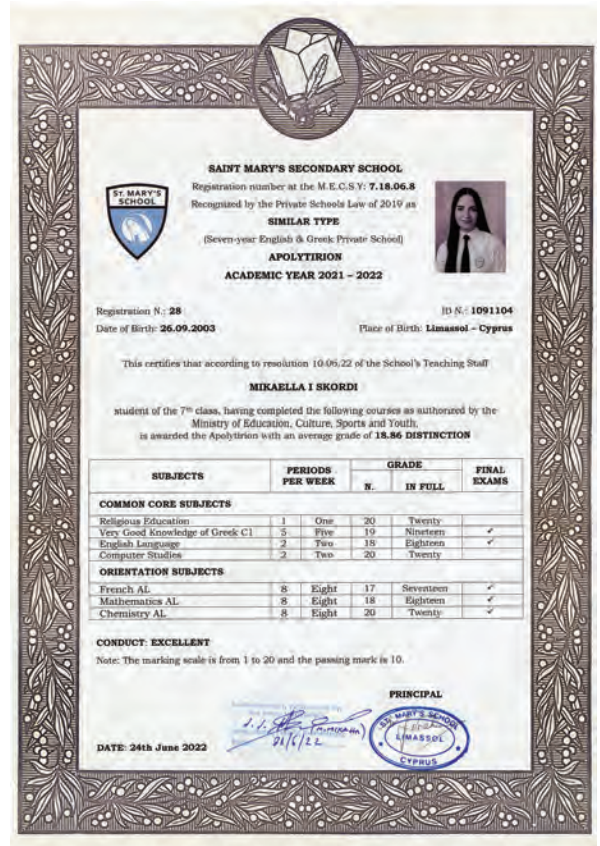 SAINT MARY'S SECONDARY SCHOOL
Registration number at the M.E.C.S.Y: 7.18.06.8
Recognised by the Private Schools Law of 2019 as
SIMILAR TYPE
(Seven-year English & Greek Private School)
APOLYTIRION
ACADEMIC YEAR 2021 – 2022
ST. MARY'S
SCHOOL
Registration N.: 28 ID N.: 1091104
Date of Birth: 26.09.2003 Place of Birth: Limassol – Cyprus
This certifies that according to resolution 10.06.22 of the School's Teaching Staff
MIKAELLA I SKORDI
student of the 7th class, having completed the following courses as authorized by the
Ministry of Education, Culture, Sports and Youth,
is awarded the Apolytirion with an average grade of 18.86 DISTINCTION
SUBJECTS PERIODS PER WEEK GRADE FINAL EXAMS
N. IN FULL
COMMON CORE SUBJECTS
Religious Education 1 One 20 Twenty
Very Good Knowledge of Greek C1 5 Five 19 Nineteen ✓
English Language 2 Two 18 Eighteen ✓
Computer Studies 2 Two 20 Twenty
ORIENTATION SUBJECTS
French AL 8 Eight 17 Seventeen ✓
Mathematics AL 8 Eight 18 Eighteen ✓
Chemistry AL 8 Eight 20 Twenty ✓
CONDUCT: EXCELLENT
Note: The marking scale is from 1 to 20 and the passing mark is 10.
PRINCIPAL
ST. MARY'S SCHOOL
LIMASSOL
CYPRUS
DATE: 24th June 2022